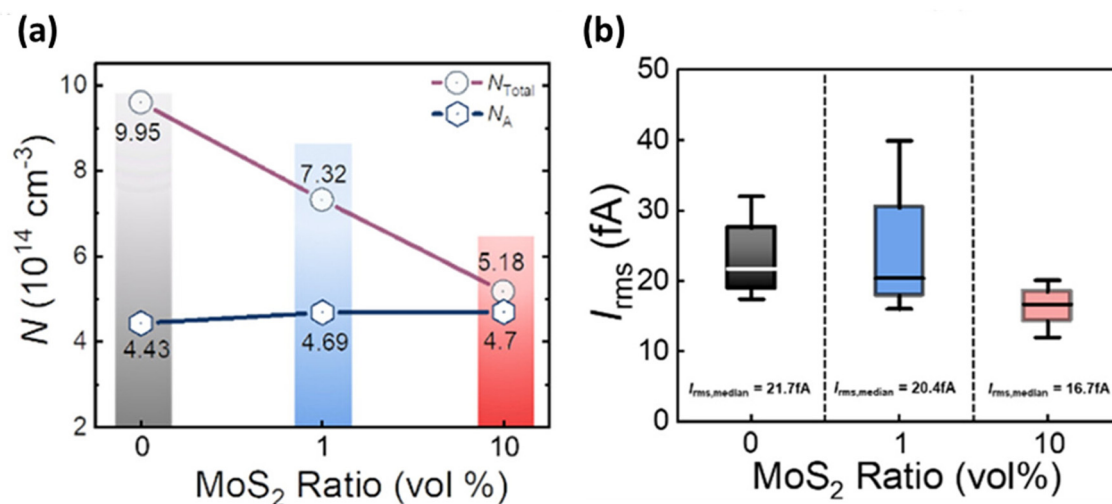 (a)
10
8
6
4
2
N (10¹⁴ cm⁻³)
N_Total
N_A
9.95
7.32
5.18
4.43
4.69
4.7
0
1
10
MoS₂ Ratio (vol %)
(b)
50
40
30
20
10
0
I_rms (fA)
I_rms,median = 21.7fA
I_rms,median = 20.4fA
I_rms,median = 16.7fA
0
1
10
MoS₂ Ratio (vol%)